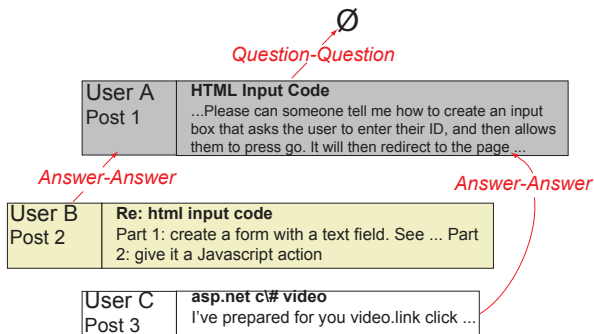 Ø
Question-Question
User A
Post 1
HTML Input Code
...Please can someone tell me how to create an input
box that asks the user to enter their ID, and then allows
them to press go. It will then redirect to the page ...
Answer-Answer
Answer-Answer
User B
Post 2
Re: html input code
Part 1: create a form with a text field. See ... Part
2: give it a Javascript action
User C
Post 3
asp.net c\# video
I've prepared for you video.link click ...